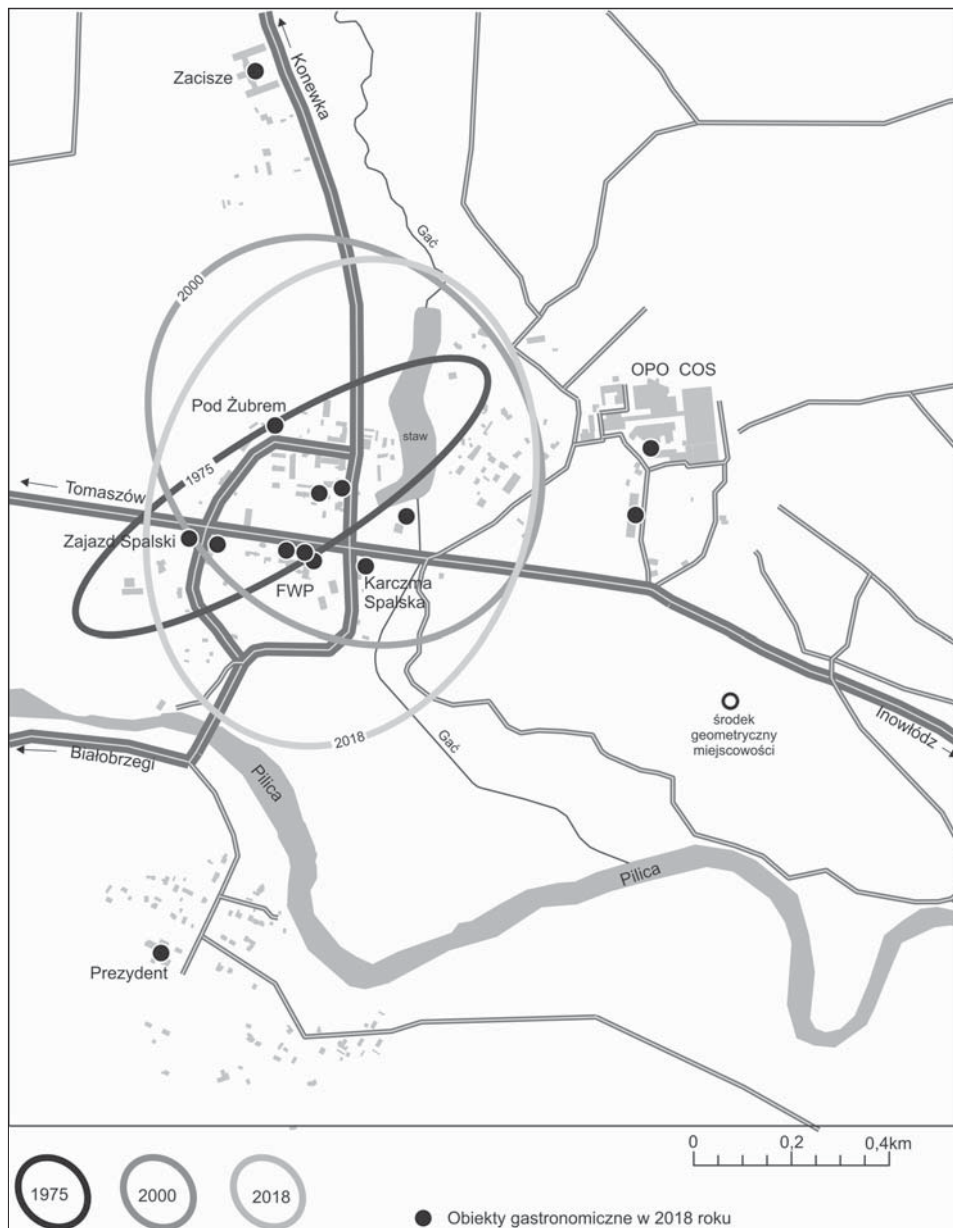 Zacisze
Konewka
Gać
2000
OPO COS
Pod Żubrem
staw
1975
Tomaszów
Zajazd Spalski
FWP
Karczma
Spalska
środek
geometryczny
miejscowości
Inowłódz
2018
Gać
Białobrzegi
Pilica
Pilica
Prezydent
0 0,2 0,4km
1975 2000 2018
Obiekty gastronomiczne w 2018 roku